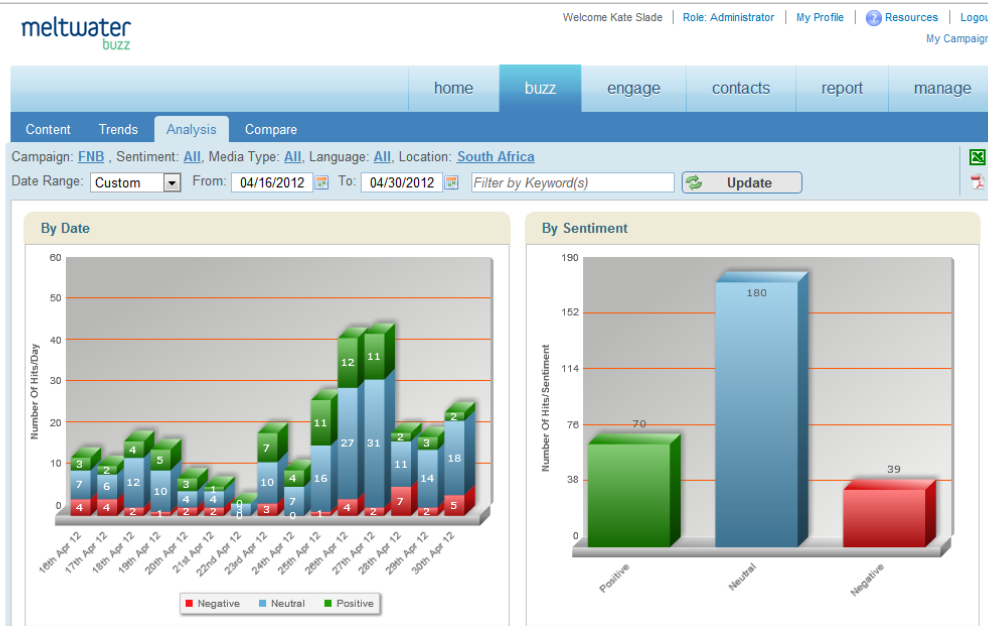 meltwater
buzz
Welcome Kate Slade | Role: Administrator | My Profile | ? Resources | Logou
My Campaign
home buzz engage contacts report manage
Content Trends Analysis Compare
Campaign: FNB , Sentiment: All, Media Type: All, Language: All, Location: South Africa
Date Range: Custom From: 04/16/2012 To: 04/30/2012 Filter by Keyword(s) Update
By Date
60
50
40
30
20
10
0
Number Of Hits/Day
3 2 4 5 3 1 0 7 4 11 12 11 2 3 2
7 6 12 10 4 4 3 10 7 16 27 31 11 14 18
4 4 2 1 2 2 0 3 0 1 4 2 7 2 5
16th Apr 12
17th Apr 12
18th Apr 12
19th Apr 12
20th Apr 12
21st Apr 12
22nd Apr 12
23rd Apr 12
24th Apr 12
25th Apr 12
26th Apr 12
27th Apr 12
28th Apr 12
29th Apr 12
30th Apr 12
Negative Neutral Positive
By Sentiment
190
152
114
76
38
0
Number Of Hits/Sentiment
70
180
39
Positive
Neutral
Negative